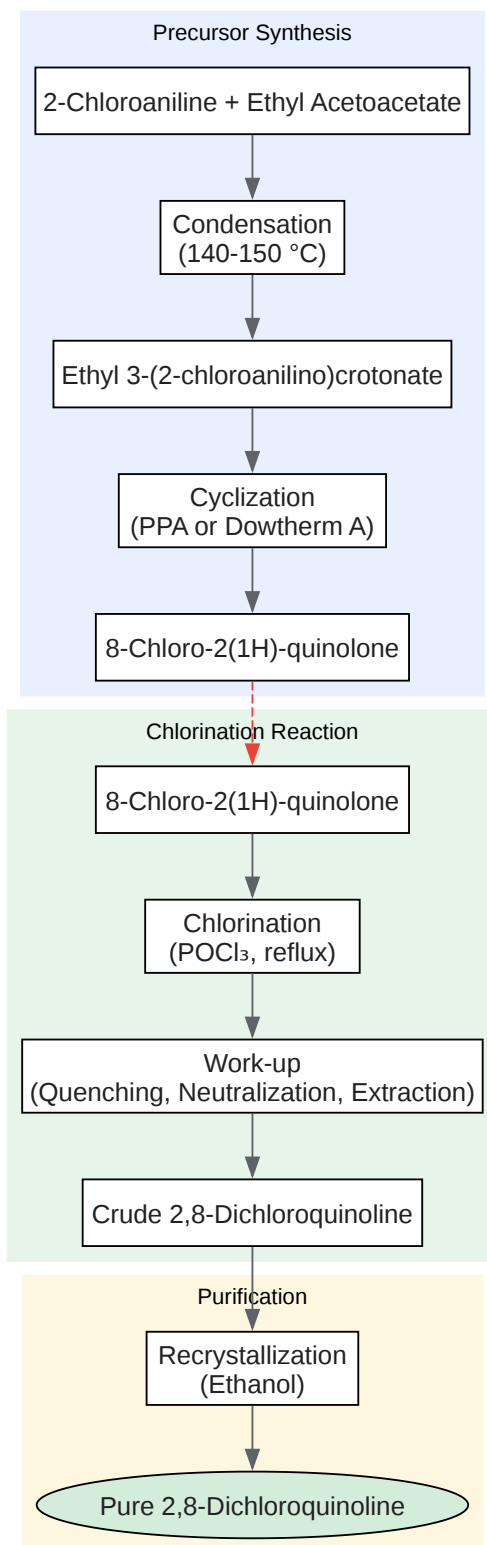 Precursor Synthesis
2-Chloroaniline + Ethyl Acetoacetate
Condensation
(140-150 °C)
Ethyl 3-(2-chloroanilino)crotonate
Cyclization
(PPA or Dowtherm A)
8-Chloro-2(1H)-quinolone
Chlorination Reaction
8-Chloro-2(1H)-quinolone
Chlorination
(POCl₃, reflux)
Work-up
(Quenching, Neutralization, Extraction)
Crude 2,8-Dichloroquinoline
Purification
Recrystallization
(Ethanol)
Pure 2,8-Dichloroquinoline